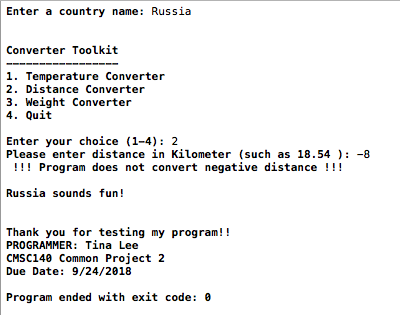 Enter a country name: Russia
Converter Toolkit
-----------------
1. Temperature Converter
2. Distance Converter
3. Weight Converter
4. Quit
Enter your choice (1-4): 2
Please enter distance in Kilometer (such as 18.54 ): -8
!!! Program does not convert negative distance !!!
Russia sounds fun!
Thank you for testing my program!!
PROGRAMMER: Tina Lee
CMSC140 Common Project 2
Due Date: 9/24/2018
Program ended with exit code: 0